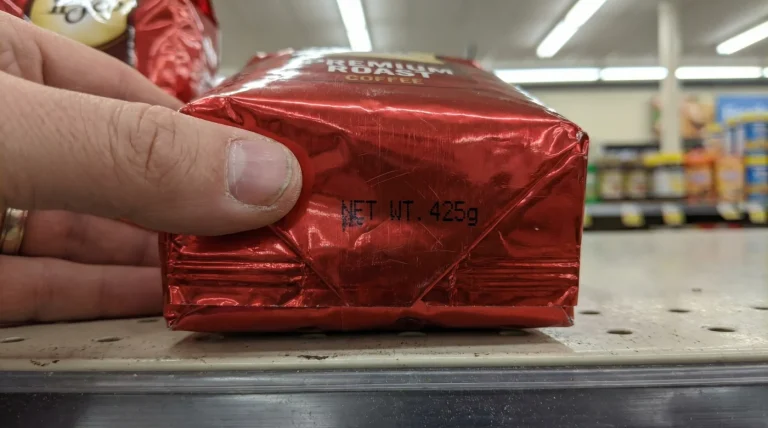 PREMIUM
ROAST
COFFEE
NET WT. 425g